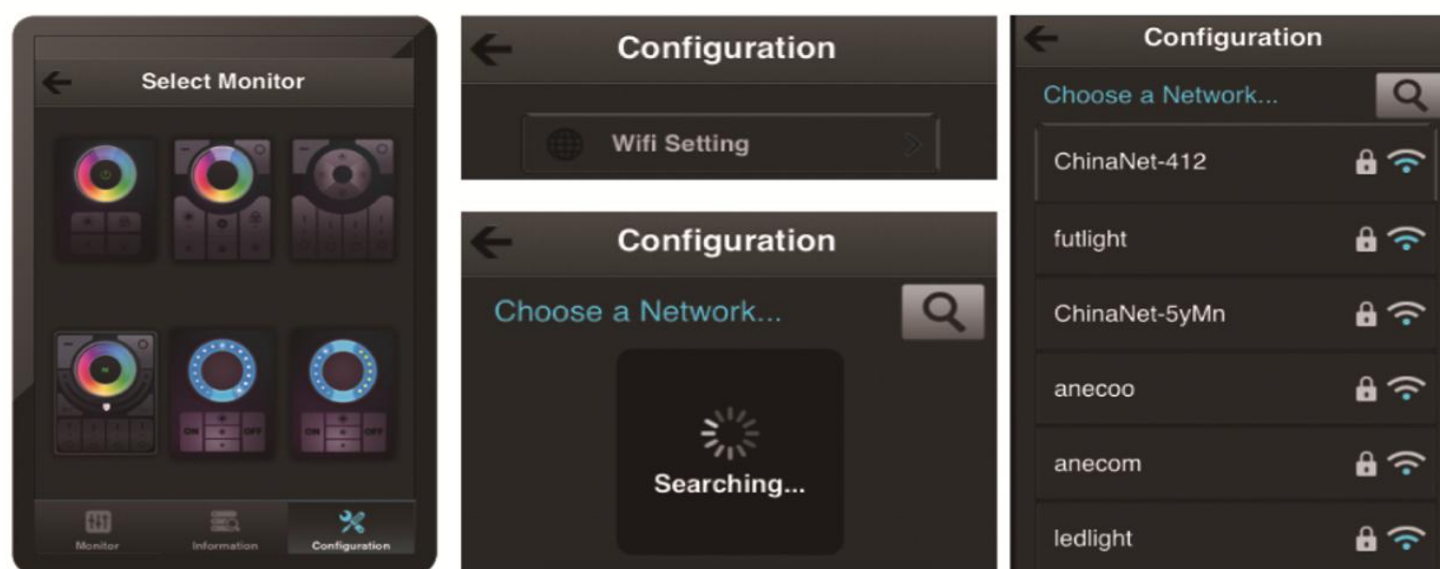 Select Monitor
ON OFF
ON OFF
Monitor
Information
Configuration
Configuration
Wifi Setting
Configuration
Choose a Network...
Searching...
Configuration
Choose a Network...
ChinaNet-412
futlight
ChinaNet-5yMn
anecoo
anecom
ledlight